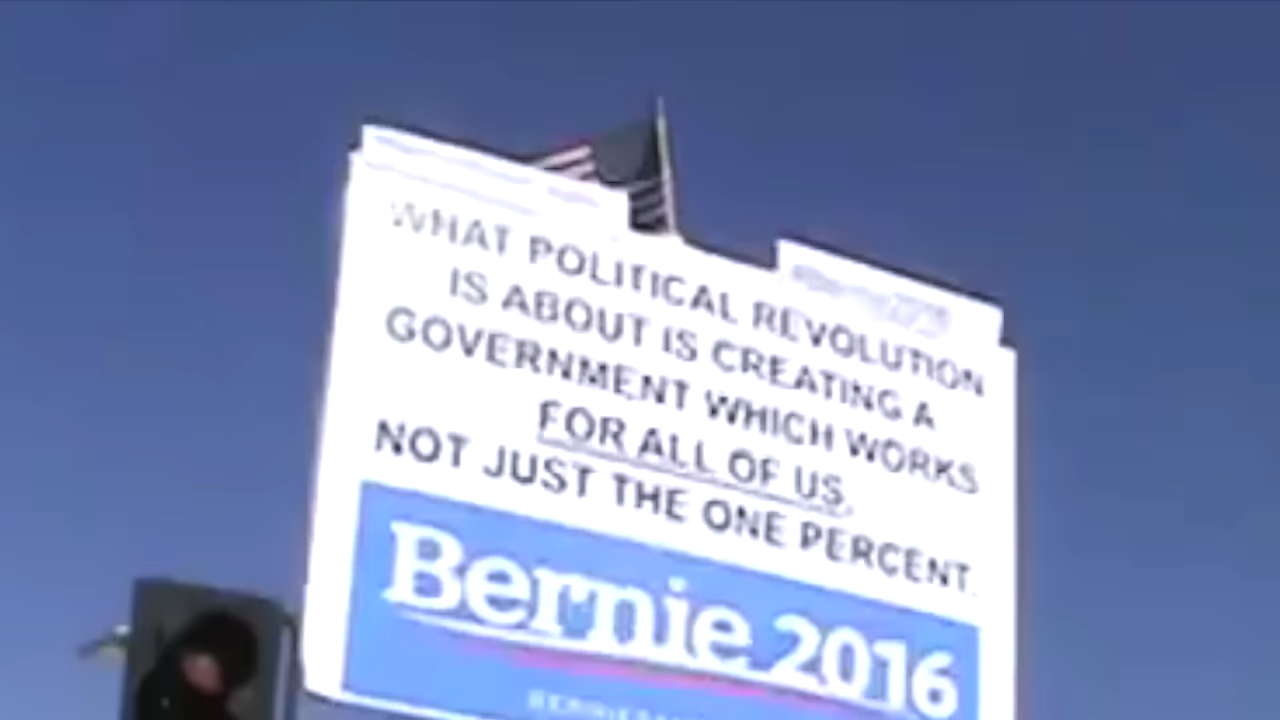 WHAT POLITICAL REVOLUTION
IS ABOUT IS CREATING A
GOVERNMENT WHICH WORKS
FOR ALL OF US,
NOT JUST THE ONE PERCENT.
Bernie 2016